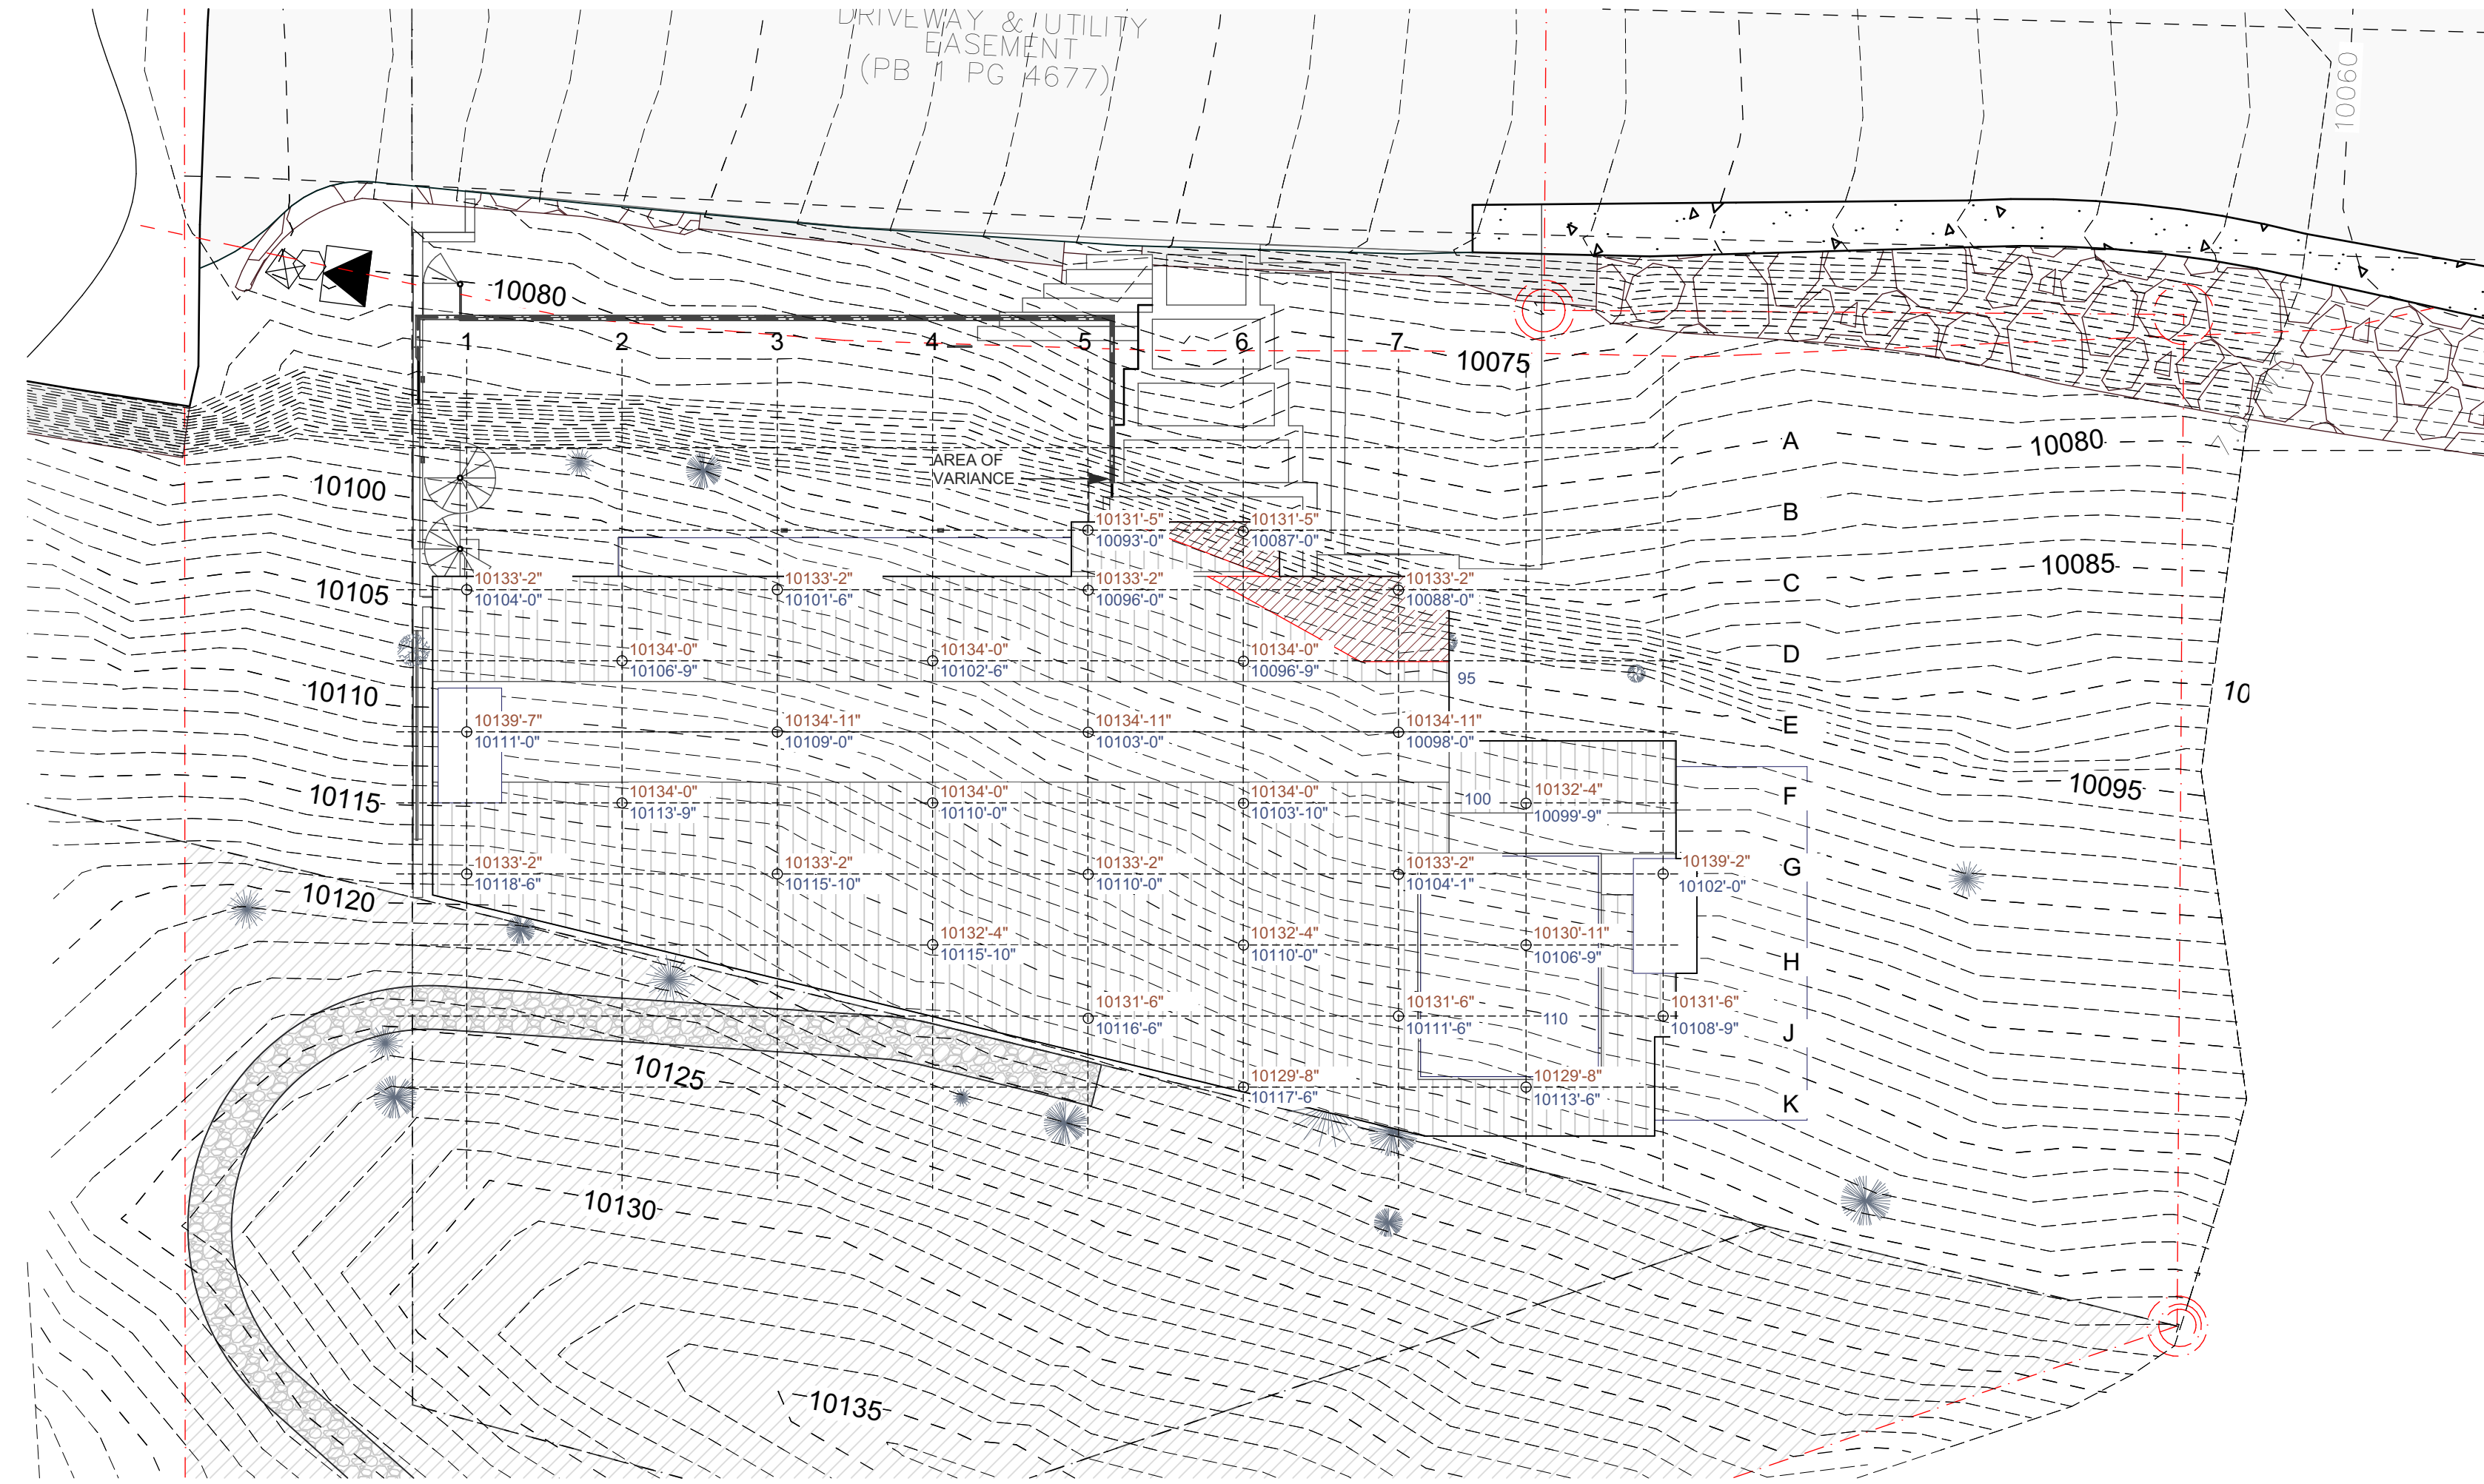 DRIVEWAY & UTILITY
EASEMENT
(PB 1 PG 4677)
10060
10080
1 2 3 4 5 6 7
10075
A
10080
AREA OF
VARIANCE
10100
B
10131'-5" 10131'-5"
10093'-0" 10087'-0"
10085
10133'-2" 10133'-2" 10133'-2" 10133'-2"
C
10105
10104'-0" 10101'-6" 10096'-0" 10088'-0"
10134'-0" 10134'-0" 10134'-0"
D
10106'-9" 10102'-6" 10096'-9"
95
10110
10139'-7" 10134'-11" 10134'-11" 10134'-11"
E
10111'-0" 10109'-0" 10103'-0" 10098'-0"
10095
10134'-0" 10134'-0" 10134'-0" 10132'-4"
F
10115
100
10113'-9" 10110'-0" 10103'-10" 10099'-9"
10133'-2" 10133'-2" 10133'-2" 10133'-2" 10139'-2"
G
10118'-6" 10115'-10" 10110'-0" 10104'-1" 10102'-0"
10120
10132'-4" 10132'-4" 10130'-11"
10115'-10" 10110'-0" 10106'-9"
H
10131'-6" 10131'-6" 10131'-6"
110
10116'-6" 10111'-6" 10108'-9"
J
10125
10129'-8" 10129'-8"
10117'-6" 10113'-6"
K
10130
10135